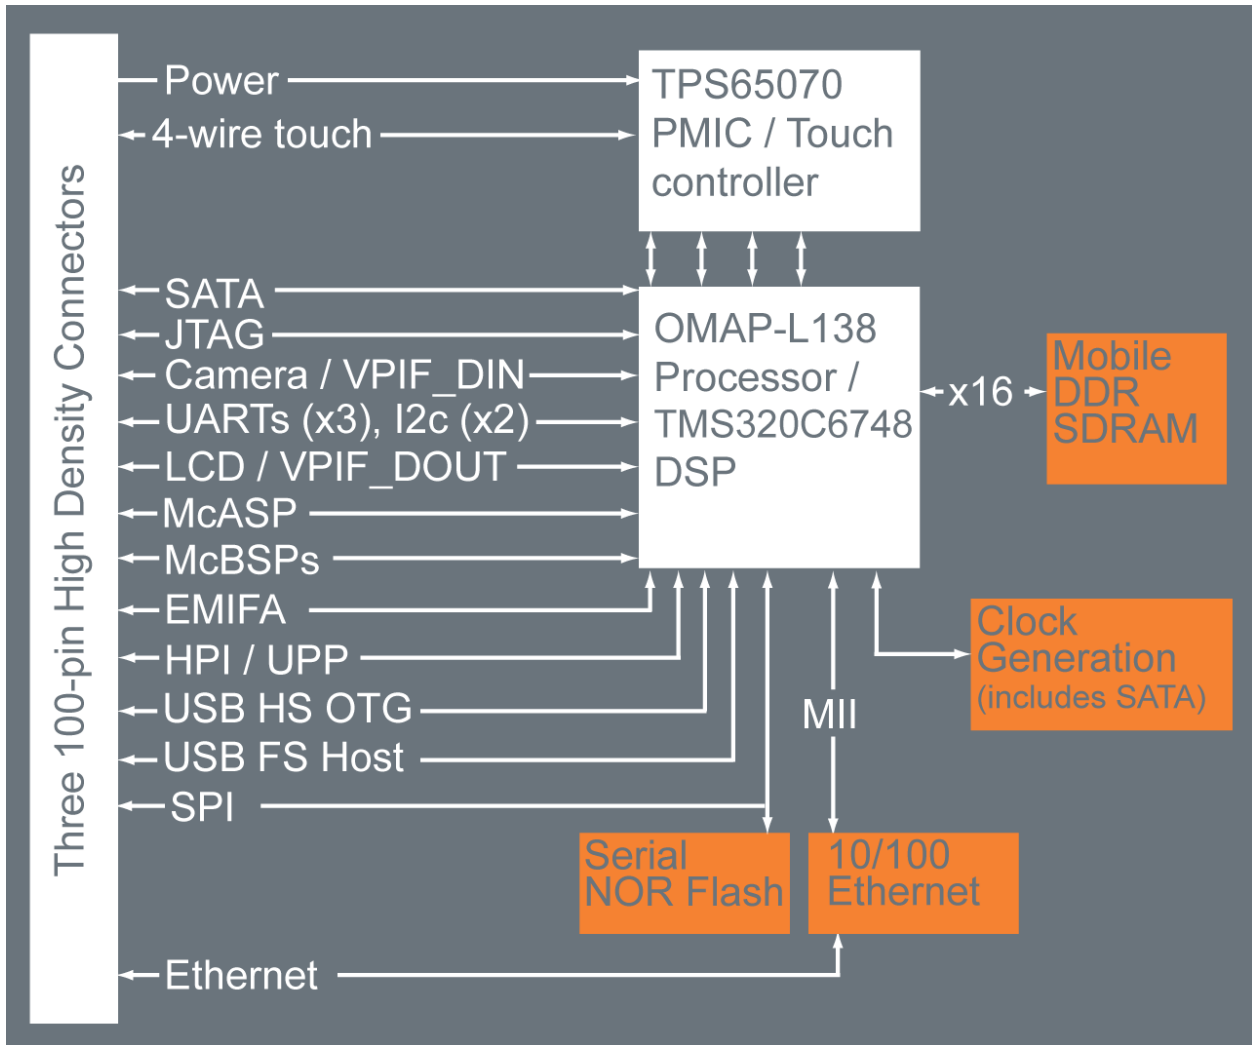 Three 100-pin High Density Connectors
Power
4-wire touch
TPS65070
PMIC / Touch
controller
SATA
JTAG
Camera / VPIF_DIN
UARTs (x3), I2c (x2)
LCD / VPIF_DOUT
McASP
McBSPs
EMIFA
HPI / UPP
USB HS OTG
USB FS Host
SPI
Ethernet
OMAP-L138
Processor /
TMS320C6748
DSP
x16
Mobile
DDR
SDRAM
Clock
Generation
(includes SATA)
MII
Serial
NOR Flash
10/100
Ethernet